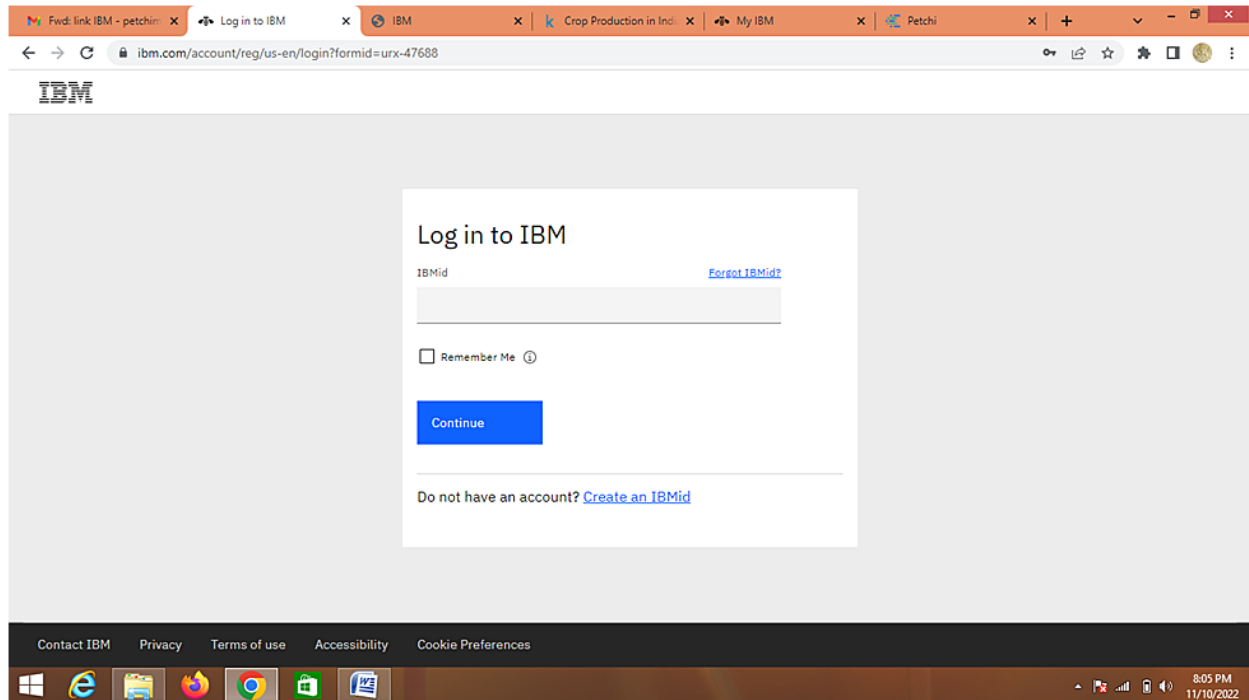 Fwd: link IBM - petchim
Log in to IBM
IBM
Crop Production in Indi
My IBM
Petchi
ibm.com/account/reg/us-en/login?formid=urx-47688
IBM
Log in to IBM
IBMid Forgot IBMid?
Remember Me
Continue
Do not have an account? Create an IBMid
Contact IBM Privacy Terms of use Accessibility Cookie Preferences
8:05 PM
11/10/2022